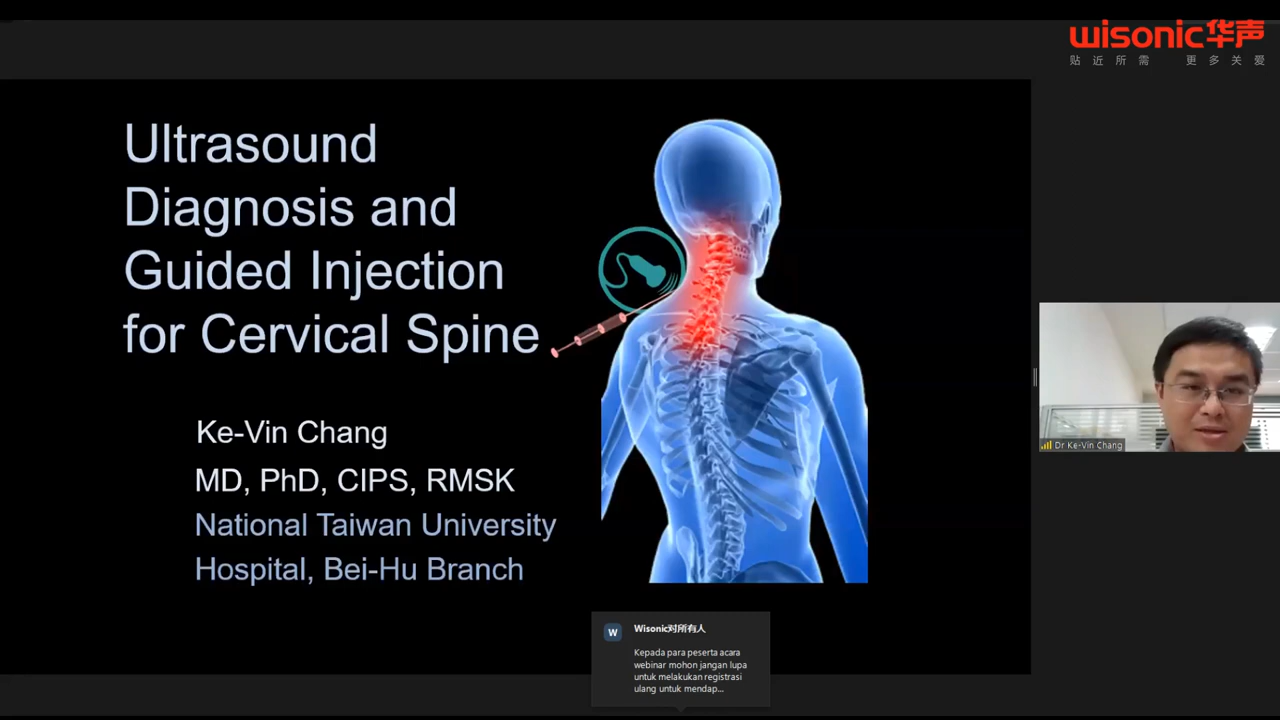 wisonic华声
贴近所需 更多关爱
Ultrasound
Diagnosis and
Guided Injection
for Cervical Spine
Ke-Vin Chang
MD, PhD, CIPS, RMSK
National Taiwan University
Hospital, Bei-Hu Branch
Dr Ke-Vin Chang
W
Wisonic对所有人
Kepada para peserta acara
webinar mohon jangan lupa
untuk melakukan registrasi
ulang untuk mendap...